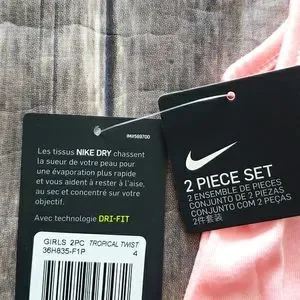 IM#589700
Les tissus NIKE DRY chassent
la sueur de votre peau pour
une évaporation plus rapide
et vous aident à rester à l'aise,
au sec et concentré sur votre
objectif.
Avec technologie DRI-FIT
GIRLS 2PC TROPICAL TWIST
36H835-F1P 4
2 PIECE SET
2 ENSEMBLE DE PIECES
CONJUNTO DE 2 PIEZAS
CONJUNTO COM 2 PEÇAS
2件套装